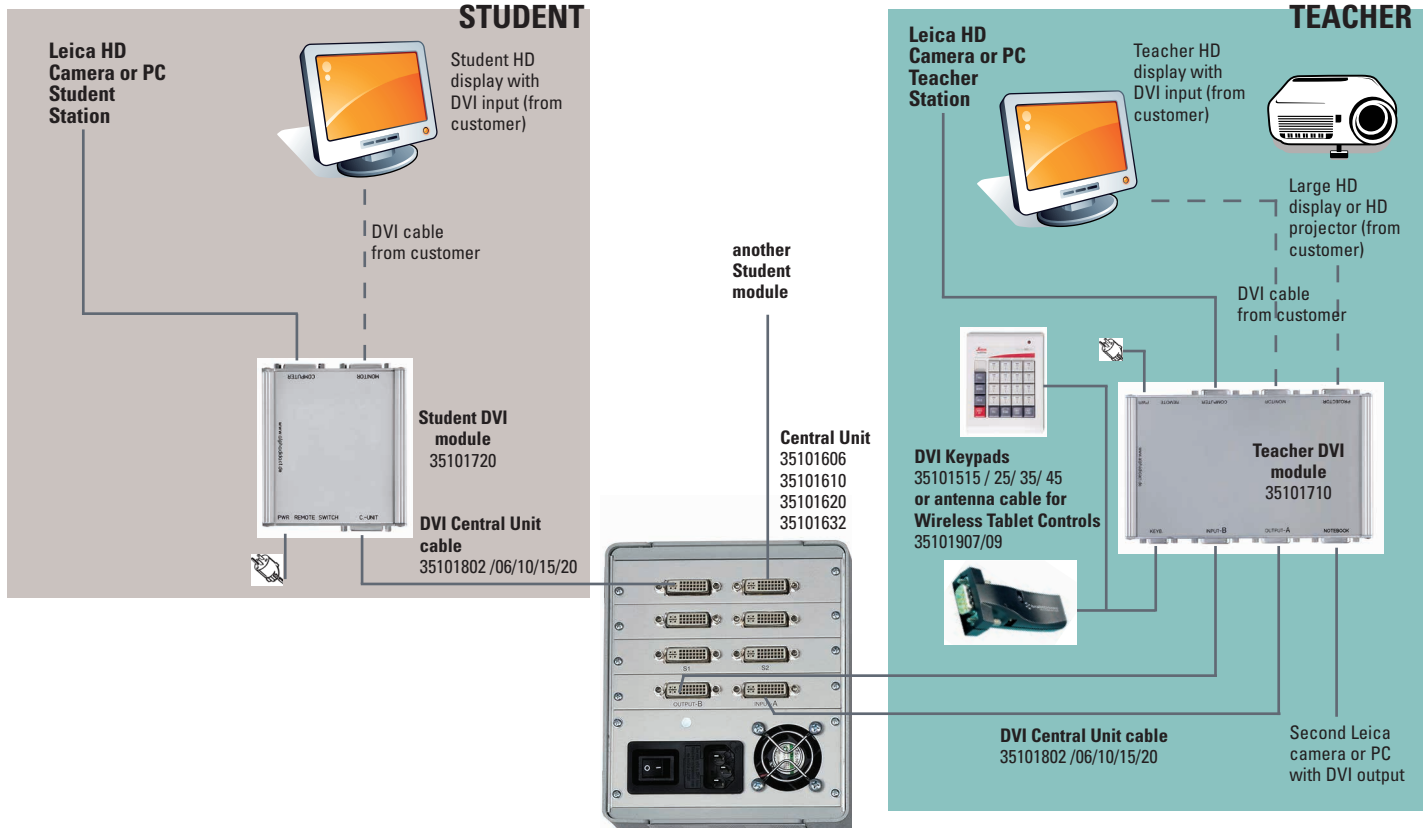 STUDENT
Leica HD
Camera or PC
Student
Station
Student HD
display with
DVI input (from
customer)
DVI cable
from customer
COMPUTER
MONITOR
PWR REMOTE SWITCH C.-UNIT
Student DVI
module
35101720
DVI Central Unit
cable
35101802 /06/10/15/20
another
Student
module
Central Unit
35101606
35101610
35101620
35101632
S1
S2
OUTPUT-B
INPUT-A
TEACHER
Leica HD
Camera or PC
Teacher
Station
Teacher HD
display with
DVI input (from
customer)
Large HD
display or HD
projector (from
customer)
DVI cable
from customer
DVI Keypads
35101515 / 25/ 35/ 45
or antenna cable for
Wireless Tablet Controls
35101907/09
PWR REMOTE COMPUTER MONITOR PROJECTOR
Teacher DVI
module
35101710
KEYB. INPUT-B OUTPUT-A NOTEBOOK
DVI Central Unit cable
35101802 /06/10/15/20
Second Leica
camera or PC
with DVI output